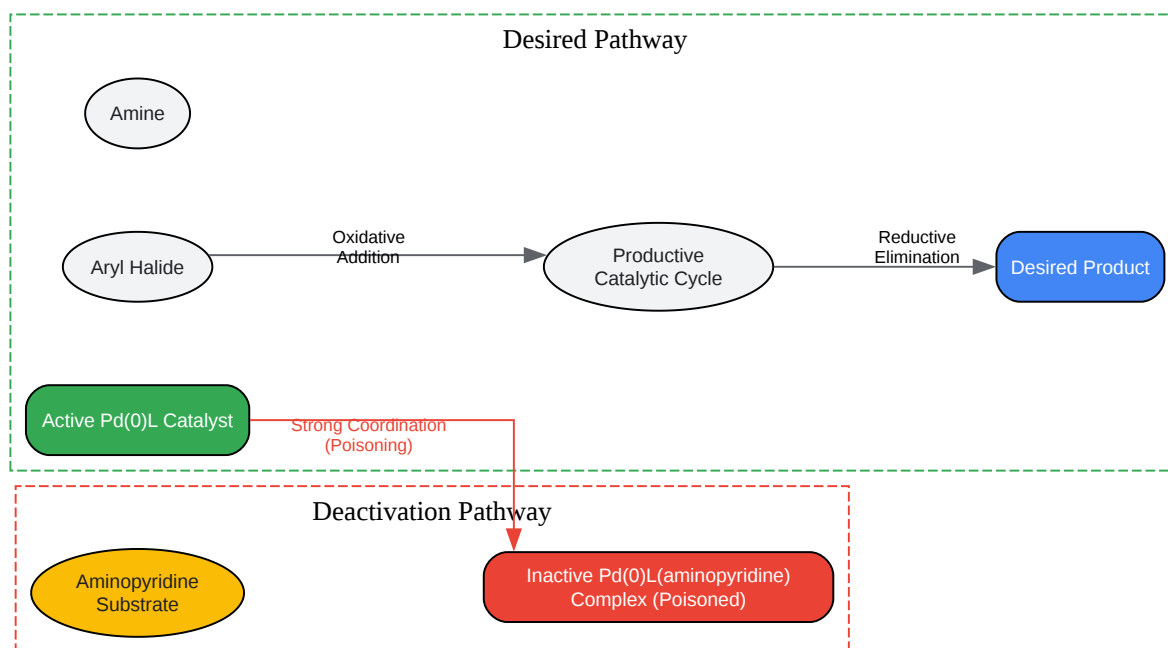 Desired Pathway
Amine
Oxidative
Addition
Aryl Halide
Productive
Catalytic Cycle
Reductive
Elimination
Desired Product
Active Pd(0)L Catalyst
Strong Coordination
(Poisoning)
Deactivation Pathway
Aminopyridine
Substrate
Inactive Pd(0)L(aminopyridine)
Complex (Poisoned)